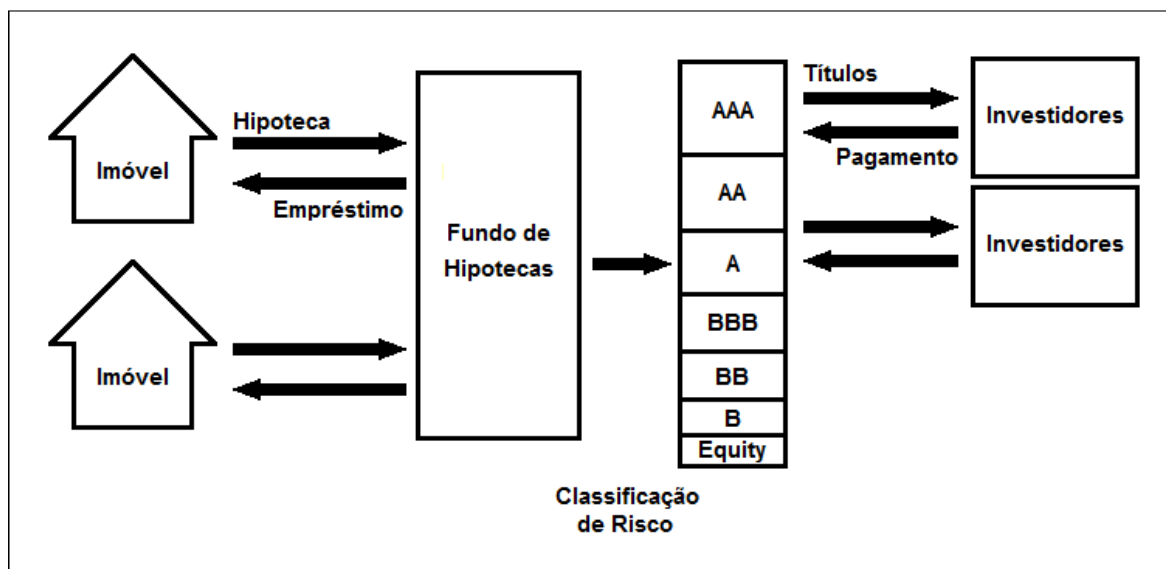 Imóvel
Hipoteca
Empréstimo
Imóvel
Fundo de
Hipotecas
AAA
AA
A
BBB
BB
B
Equity
Classificação
de Risco
Títulos
Pagamento
Investidores
Investidores